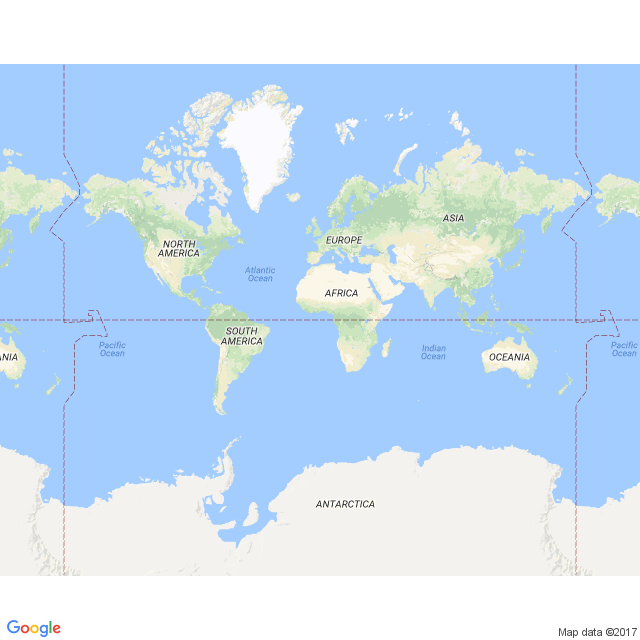 ASIA
EUROPE
NORTH
AMERICA
Atlantic
Ocean
AFRICA
SOUTH
AMERICA
Pacific
Ocean
Indian
Ocean
Pacific
Ocean
ANIA
OCEANIA
ANTARCTICA
Google
Map data ©2017